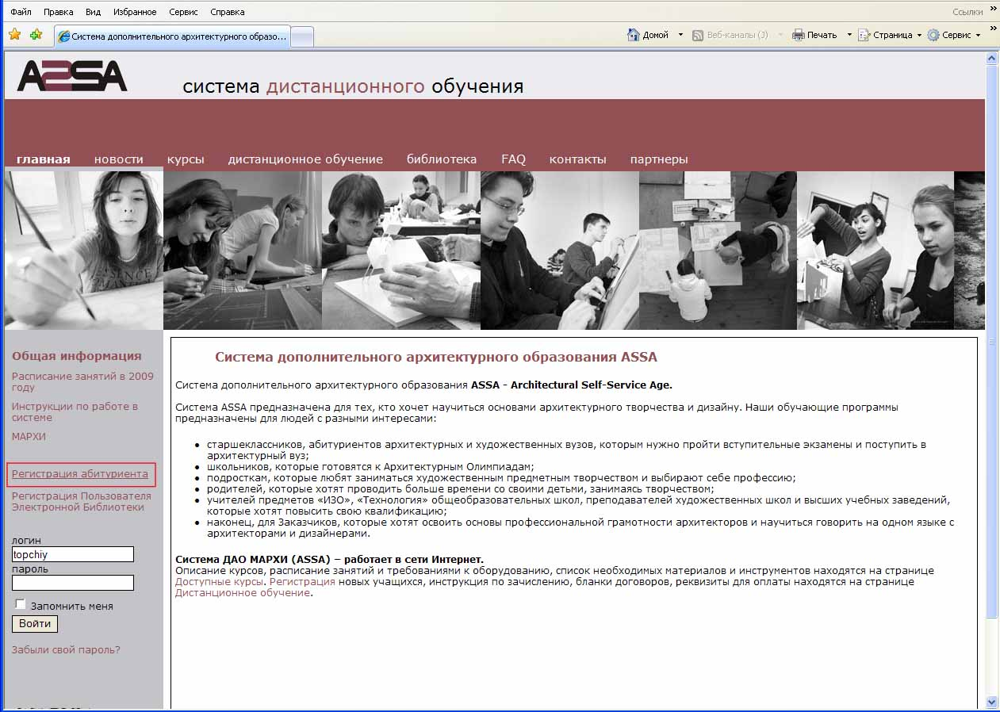 Файл Правка Вид Избранное Сервис Справка Ссылки »
Система дополнительного архитектурного образо... Домой Веб-каналы (J) Печать Страница Сервис »
ASSA
система дистанционного обучения
главная новости курсы дистанционное обучение библиотека FAQ контакты партнеры
Общая информация
Расписание занятий в 2009
году
Инструкции по работе в
системе
МАРХИ
Регистрация абитуриента
Регистрация Пользователя
Электронной Библиотеки
логин
topchiy
пароль
Запомнить меня
Войти
Забыли свой пароль?
Система дополнительного архитектурного образования ASSA
Система дополнительного архитектурного образования ASSA - Architectural Self-Service Age.
Система ASSA предназначена для тех, кто хочет научиться основами архитектурного творчества и дизайну. Наши обучающие программы
предназначены для людей с разными интересами:
• старшеклассников, абитуриентов архитектурных и художественных вузов, которым нужно пройти вступительные экзамены и поступить в
архитектурный вуз;
• школьников, которые готовятся к Архитектурным Олимпиадам;
• подросткам, которые любят заниматься художественным предметным творчеством и выбирают себе профессию;
• родителей, которые хотят проводить больше времени со своими детьми, занимаясь творчеством;
• учителей предметов «ИЗО», «Технология» общеобразовательных школ, преподавателей художественных школ и высших учебных заведений,
которые хотят повысить свою квалификацию;
• наконец, для Заказчиков, которые хотят освоить основы профессиональной грамотности архитекторов и научиться говорить на одном языке с
архитекторами и дизайнерами.
Система ДАО МАРХИ (ASSA) – работает в сети Интернет.
Описание курсов, расписание занятий и требованиями к оборудованию, список необходимых материалов и инструментов находятся на странице
Доступные курсы. Регистрация новых учащихся, инструкция по зачислению, бланки договоров, реквизиты для оплаты находятся на странице
Дистанционное обучение.